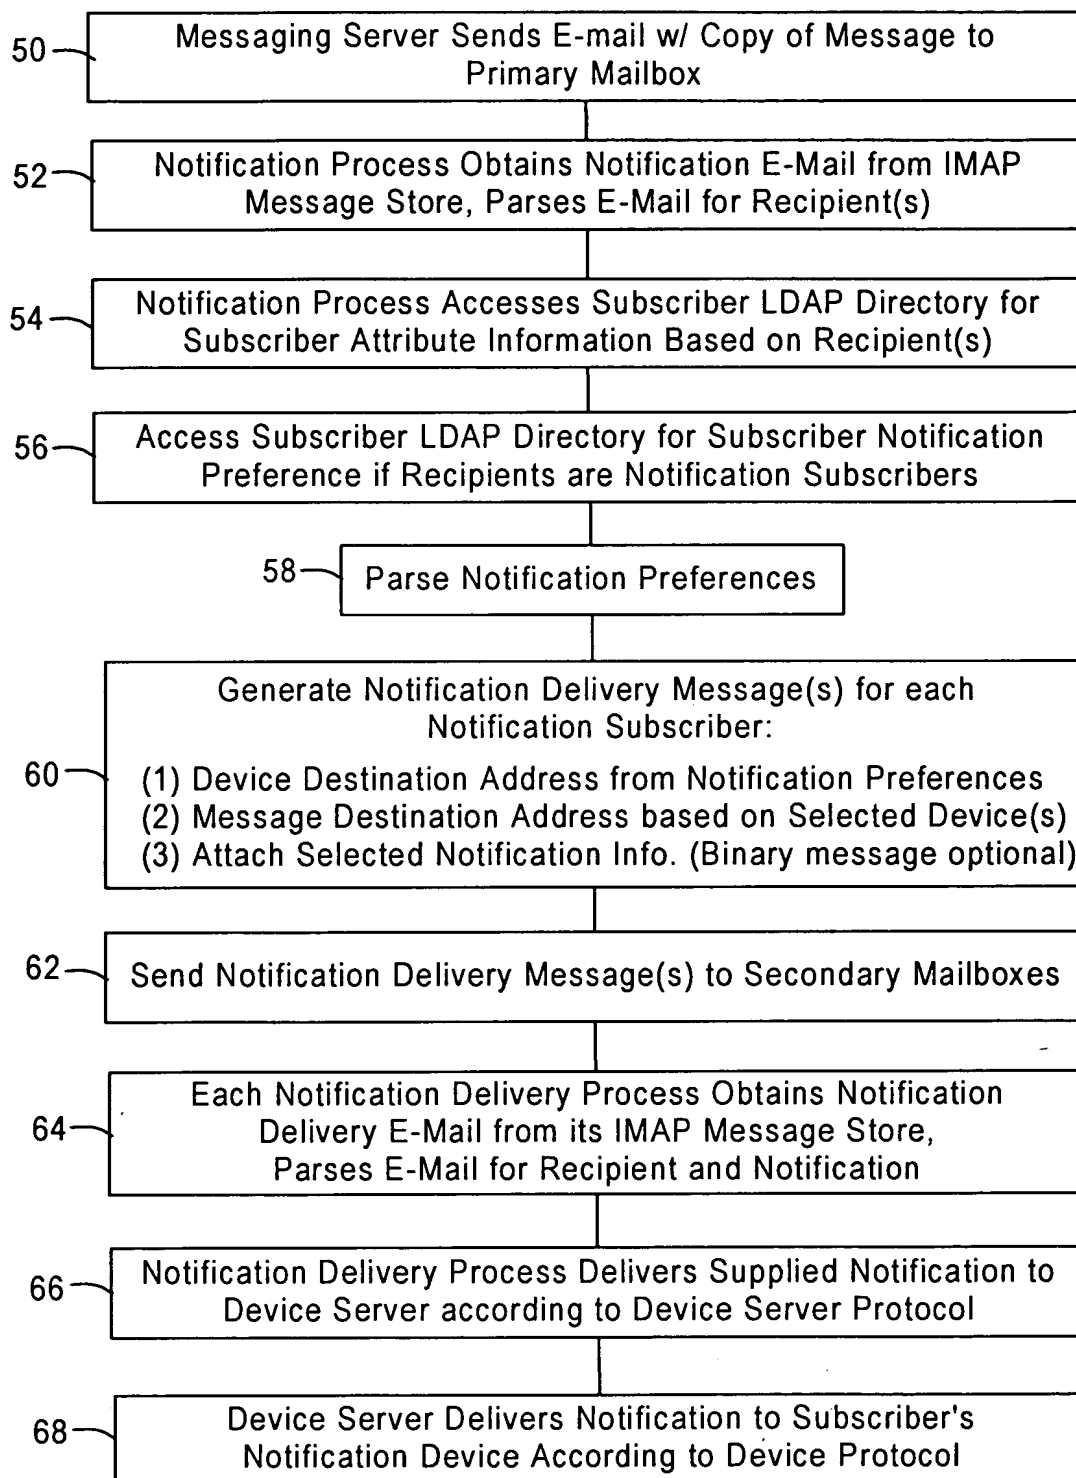 50
Messaging Server Sends E-mail w/ Copy of Message to
Primary Mailbox
52
Notification Process Obtains Notification E-Mail from IMAP
Message Store, Parses E-Mail for Recipient(s)
54
Notification Process Accesses Subscriber LDAP Directory for
Subscriber Attribute Information Based on Recipient(s)
56
Access Subscriber LDAP Directory for Subscriber Notification
Preference if Recipients are Notification Subscribers
58
Parse Notification Preferences
60
Generate Notification Delivery Message(s) for each
Notification Subscriber:
(1) Device Destination Address from Notification Preferences
(2) Message Destination Address based on Selected Device(s)
(3) Attach Selected Notification Info. (Binary message optional)
62
Send Notification Delivery Message(s) to Secondary Mailboxes
64
Each Notification Delivery Process Obtains Notification
Delivery E-Mail from its IMAP Message Store,
Parses E-Mail for Recipient and Notification
66
Notification Delivery Process Delivers Supplied Notification to
Device Server according to Device Server Protocol
68
Device Server Delivers Notification to Subscriber's
Notification Device According to Device Protocol